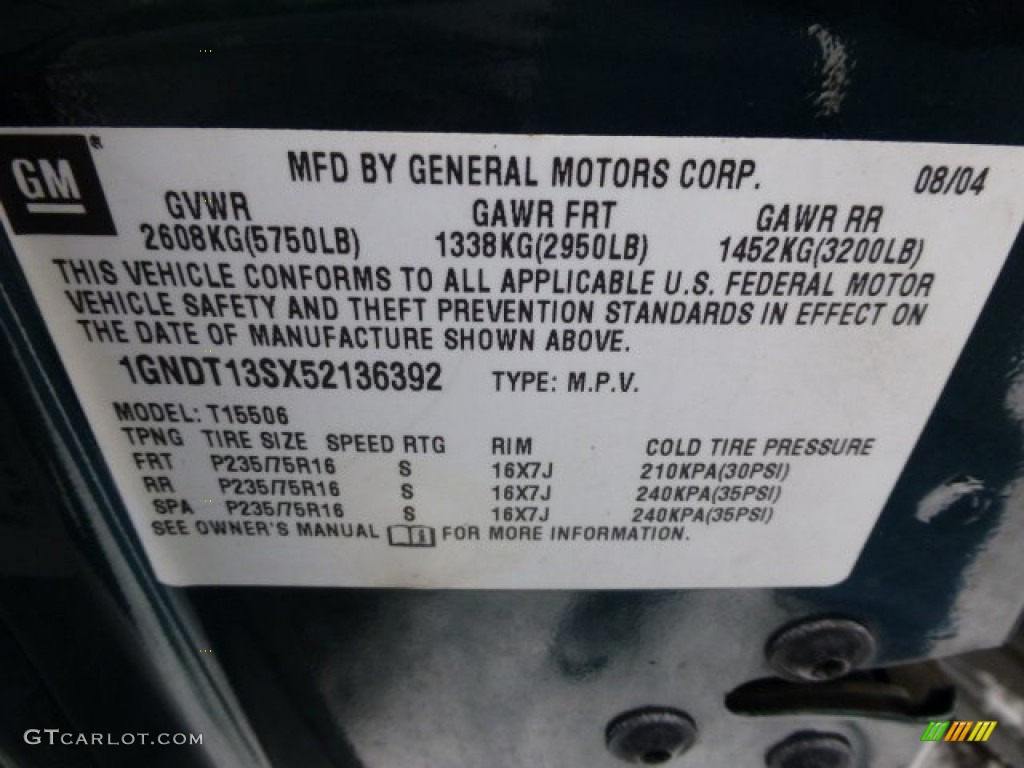 GM®
MFD BY GENERAL MOTORS CORP. 08/04
GVWR GAWR FRT GAWR RR
2608KG(5750LB) 1338KG(2950LB) 1452KG(3200LB)
THIS VEHICLE CONFORMS TO ALL APPLICABLE U.S. FEDERAL MOTOR
VEHICLE SAFETY AND THEFT PREVENTION STANDARDS IN EFFECT ON
THE DATE OF MANUFACTURE SHOWN ABOVE.
1GNDT13SX52136392 TYPE: M.P.V.
MODEL: T15506
TPNG TIRE SIZE SPEED RTG RIM COLD TIRE PRESSURE
FRT P235/75R16 S 16X7J 210KPA(30PSI)
RR P235/75R16 S 16X7J 240KPA(35PSI)
SPA P235/75R16 S 16X7J 240KPA(35PSI)
SEE OWNER'S MANUAL FOR MORE INFORMATION.
GTCARLOT.COM